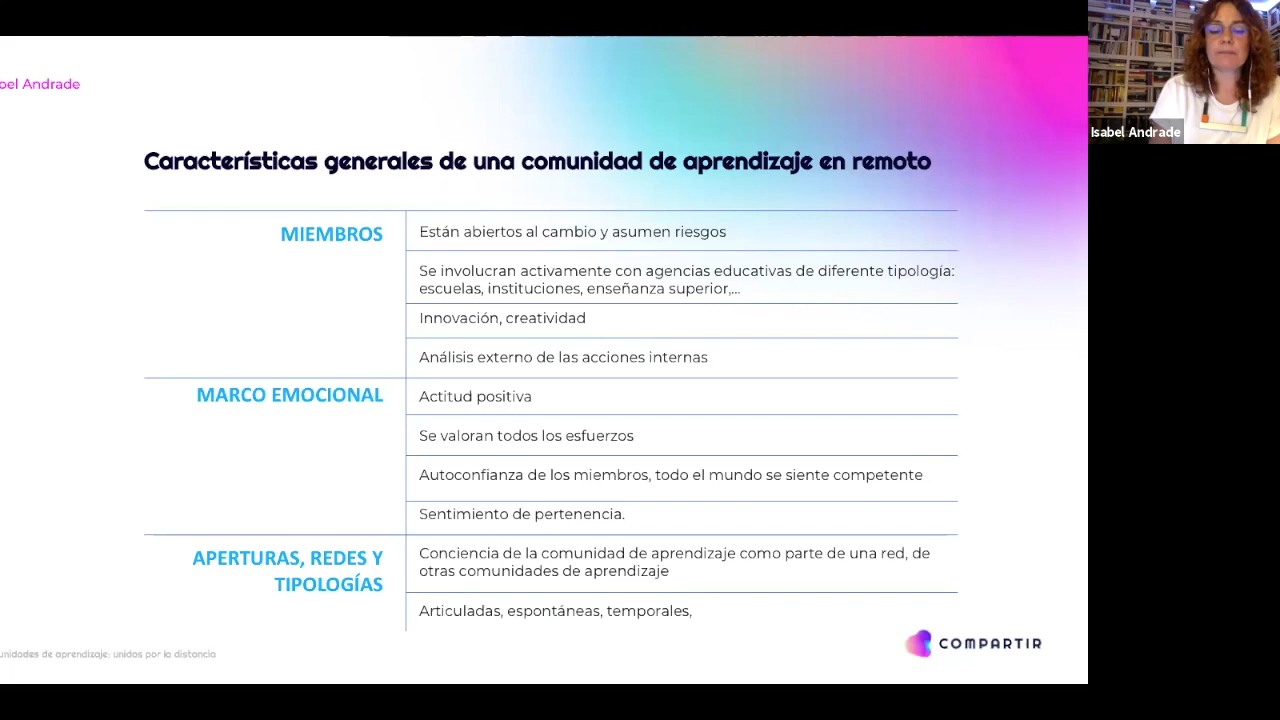 bel Andrade
Isabel Andrade
Características generales de una comunidad de aprendizaje en remoto
MIEMBROS
Están abiertos al cambio y asumen riesgos
Se involucran activamente con agencias educativas de diferente tipología:
escuelas, instituciones, enseñanza superior,...
Innovación, creatividad
Análisis externo de las acciones internas
MARCO EMOCIONAL
Actitud positiva
Se valoran todos los esfuerzos
Autoconfianza de los miembros, todo el mundo se siente competente
Sentimiento de pertenencia.
APERTURAS, REDES Y
TIPOLOGÍAS
Conciencia de la comunidad de aprendizaje como parte de una red, de
otras comunidades de aprendizaje
Articuladas, espontáneas, temporales,
COMPARTIR
unidades de aprendizaje: unidos por la distancia